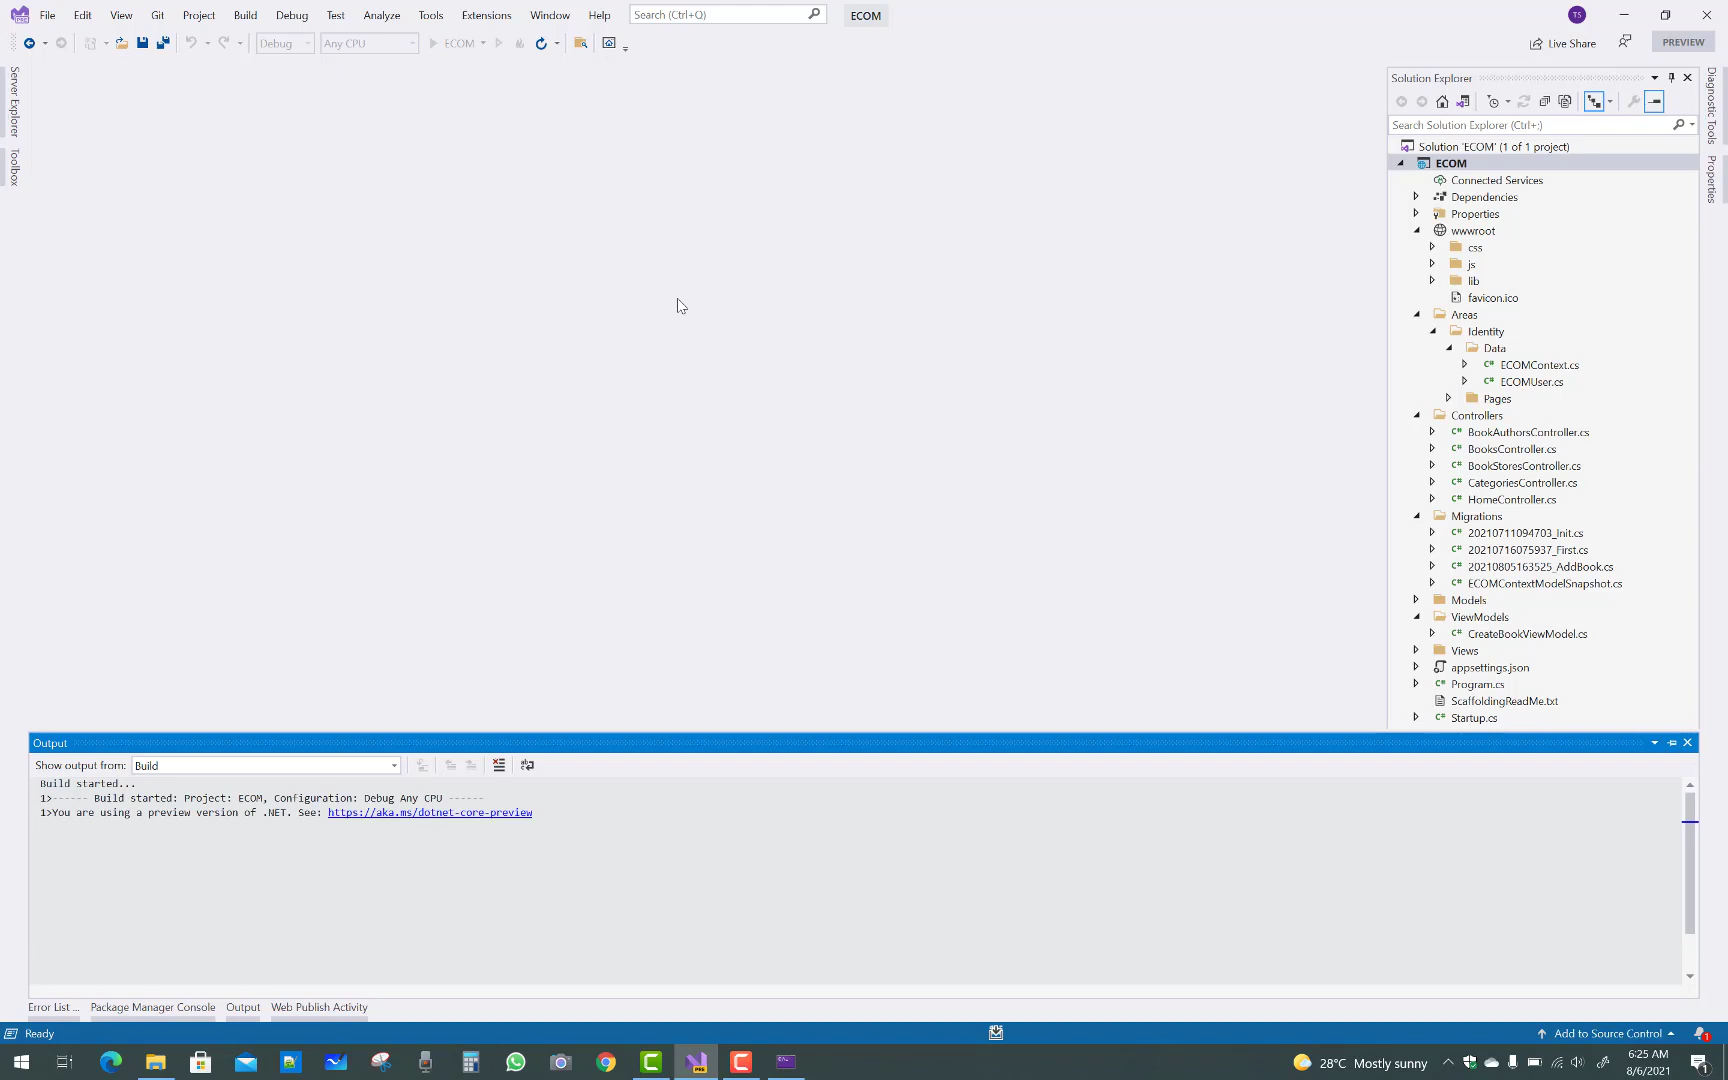 File Edit View Git Project Build Debug Test Analyze Tools Extensions Window Help Search (Ctrl+Q) ECOM TS
Debug Any CPU ECOM Live Share PREVIEW
Server Explorer
Toolbox
Solution Explorer
Search Solution Explorer (Ctrl+;)
Solution 'ECOM' (1 of 1 project)
ECOM
Connected Services
Dependencies
Properties
wwwroot
css
js
lib
favicon.ico
Areas
Identity
Data
C# ECOMContext.cs
C# ECOMUser.cs
Pages
Controllers
C# BookAuthorsController.cs
C# BooksController.cs
C# BookStoresController.cs
C# CategoriesController.cs
C# HomeController.cs
Migrations
C# 20210711094703_Init.cs
C# 20210716075937_First.cs
C# 20210805163525_AddBook.cs
C# ECOMContextModelSnapshot.cs
Models
ViewModels
C# CreateBookViewModel.cs
Views
appsettings.json
C# Program.cs
ScaffoldingReadMe.txt
C# Startup.cs
Diagnostic Tools
Properties
Output
Show output from: Build
Build started...
1>------ Build started: Project: ECOM, Configuration: Debug Any CPU ------
1>You are using a preview version of .NET. See: https://aka.ms/dotnet-core-preview
Error List ... Package Manager Console Output Web Publish Activity
Ready Add to Source Control 1
28°C Mostly sunny 6:25 AM
8/6/2021 1